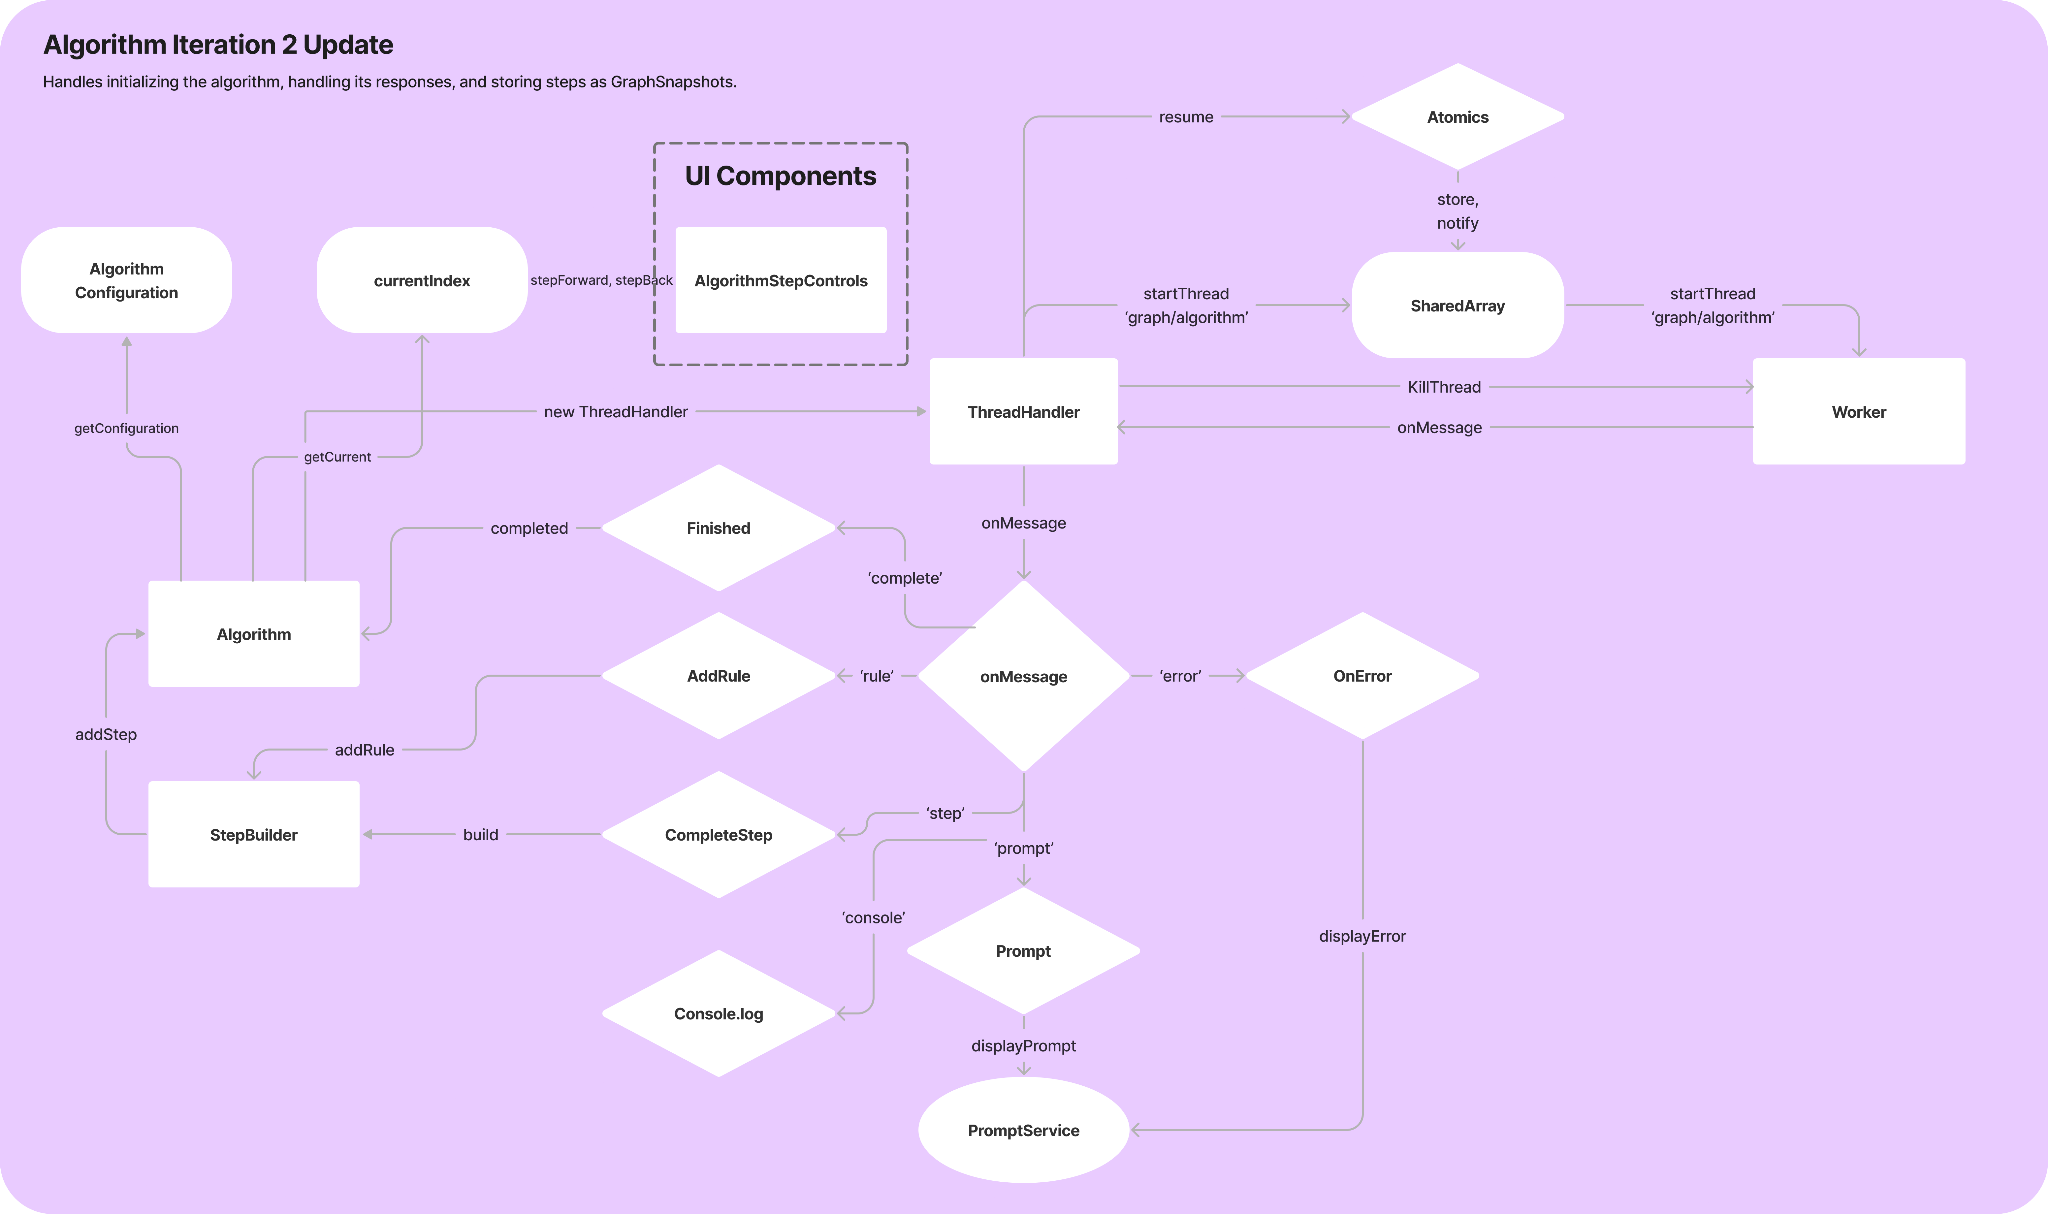 Algorithm Iteration 2 Update
Handles initializing the algorithm, handling its responses, and storing steps as GraphSnapshots.
resume
Atomics
UI Components
store,
notify
Algorithm
Configuration
currentIndex
stepForward, stepBack
AlgorithmStepControls
startThread
‘graph/algorithm’
SharedArray
startThread
‘graph/algorithm’
KillThread
new ThreadHandler
ThreadHandler
Worker
getConfiguration
onMessage
getCurrent
Finished
completed
onMessage
‘complete’
Algorithm
AddRule
‘rule’
onMessage
‘error’
OnError
addStep
addRule
‘step’
StepBuilder
build
CompleteStep
‘prompt’
‘console’
displayError
Prompt
Console.log
displayPrompt
PromptService